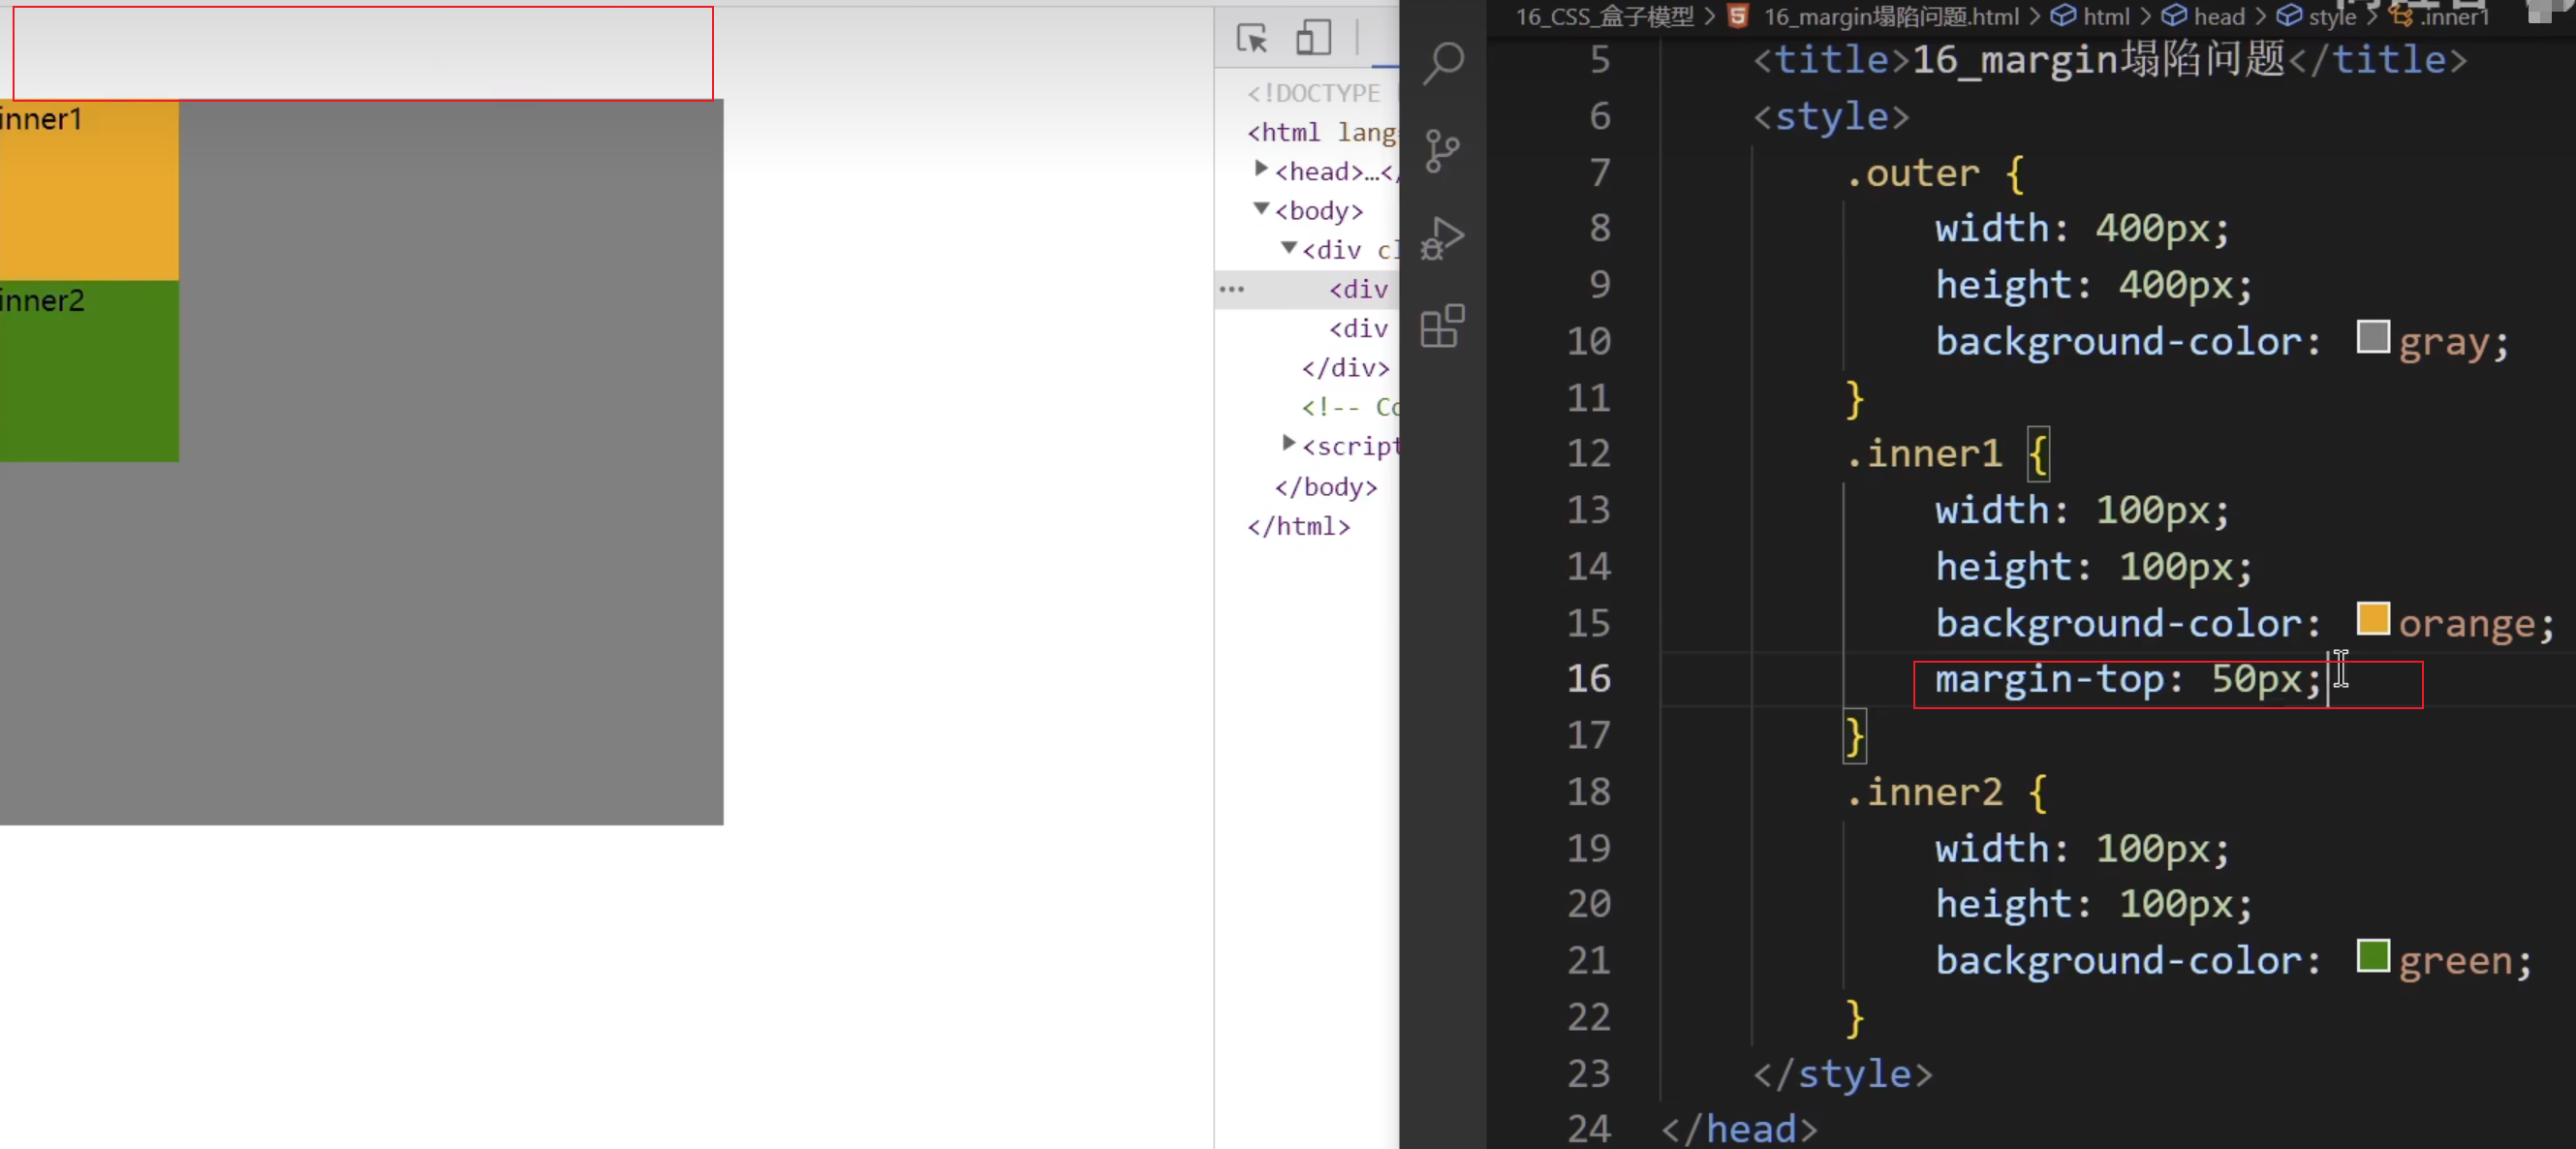 inner1
inner2
<!DOCTYPE
<html lang
<head>…</
<body>
<div cl
<div
<div
</div>
<!-- Co
<script
</body>
</html>
16_CSS_盒子模型 > 16_margin塌陷问题.html > html > head > style > .inner1
5 <title>16_margin塌陷问题</title>
6 <style>
7 .outer {
8 width: 400px;
9 height: 400px;
10 background-color: gray;
11 }
12 .inner1 {
13 width: 100px;
14 height: 100px;
15 background-color: orange;
16 margin-top: 50px;
17 }
18 .inner2 {
19 width: 100px;
20 height: 100px;
21 background-color: green;
22 }
23 </style>
24 </head>